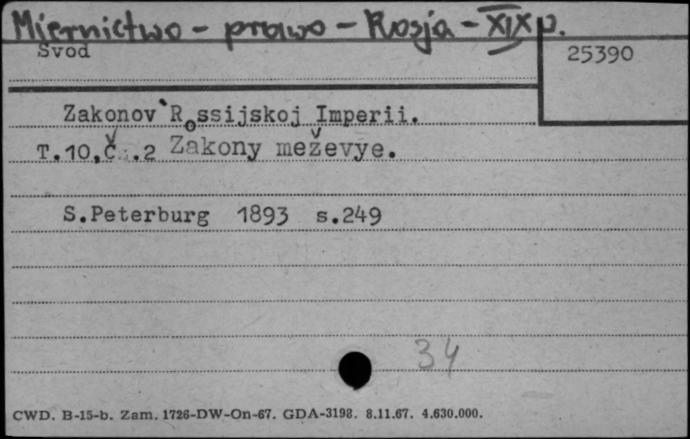 Miernictwo - prawo - Rosja - XIX p.
Svod
25390
Zakonov Rossijskoj Imperii.
T.10,č.2 Zakony meževye.
S.Peterburg 1893 s.249
34
CWD. B-15-b. Zam. 1726-DW-On-67. GDA-3198. 8.11.67. 4.630.000.